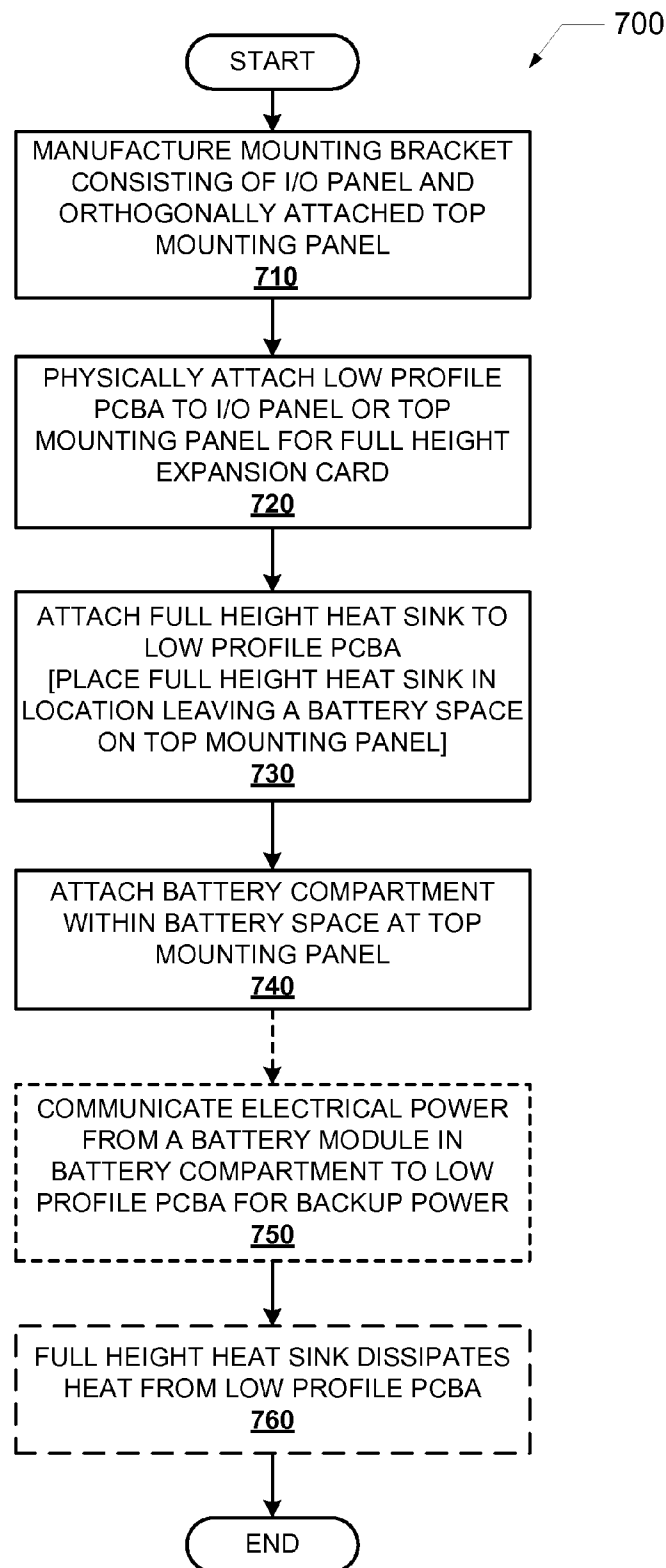 700
START
MANUFACTURE MOUNTING BRACKET
CONSISTING OF I/O PANEL AND
ORTHOGONALLY ATTACHED TOP
MOUNTING PANEL
710
PHYSICALLY ATTACH LOW PROFILE
PCBA TO I/O PANEL OR TOP
MOUNTING PANEL FOR FULL HEIGHT
EXPANSION CARD
720
ATTACH FULL HEIGHT HEAT SINK TO
LOW PROFILE PCBA
[PLACE FULL HEIGHT HEAT SINK IN
LOCATION LEAVING A BATTERY SPACE
ON TOP MOUNTING PANEL]
730
ATTACH BATTERY COMPARTMENT
WITHIN BATTERY SPACE AT TOP
MOUNTING PANEL
740
COMMUNICATE ELECTRICAL POWER
FROM A BATTERY MODULE IN
BATTERY COMPARTMENT TO LOW
PROFILE PCBA FOR BACKUP POWER
750
FULL HEIGHT HEAT SINK DISSIPATES
HEAT FROM LOW PROFILE PCBA
760
END